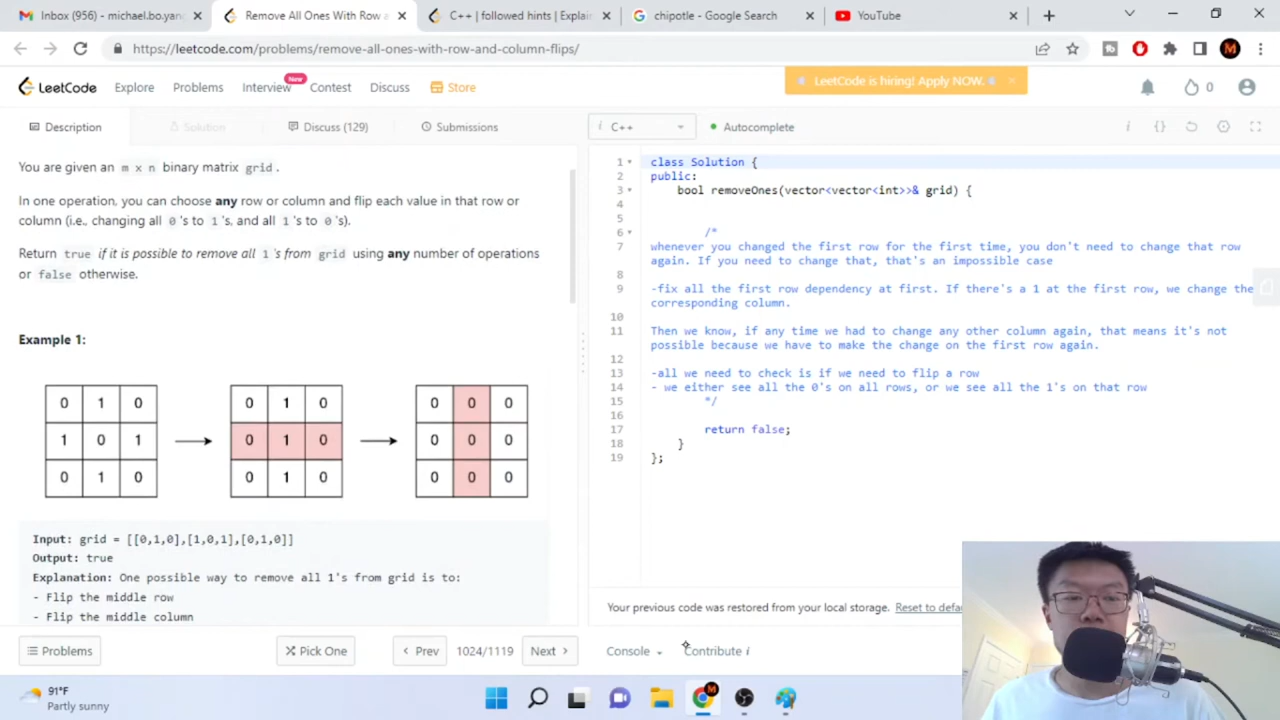 Inbox (956) - michael.bo.yan
Remove All Ones With Row a
C++ | followed hints | Explain
chipotle - Google Search
YouTube
https://leetcode.com/problems/remove-all-ones-with-row-and-column-flips/
M
LeetCode
Explore
Problems
Interview
New
Contest
Discuss
Store
LeetCode is hiring! Apply NOW.
0
Description
Solution
Discuss (129)
Submissions
i C++
Autocomplete
You are given an m x n binary matrix grid.
In one operation, you can choose any row or column and flip each value in that row or
column (i.e., changing all 0's to 1's, and all 1's to 0's).
Return true if it is possible to remove all 1's from grid using any number of operations
or false otherwise.
Example 1:
0 1 0
1 0 1
0 1 0
0 1 0
0 1 0
0 1 0
0 0 0
0 0 0
0 0 0
Input: grid = [[0,1,0],[1,0,1],[0,1,0]]
Output: true
Explanation: One possible way to remove all 1's from grid is to:
- Flip the middle row
- Flip the middle column
1 class Solution {
2 public:
3 bool removeOnes(vector<vector<int>>& grid) {
4
5
6 /*
7 whenever you changed the first row for the first time, you don't need to change that row
again. If you need to change that, that's an impossible case
8
9 -fix all the first row dependency at first. If there's a 1 at the first row, we change the
corresponding column.
10
11 Then we know, if any time we had to change any other column again, that means it's not
possible because we have to make the change on the first row again.
12
13 -all we need to check is if we need to flip a row
14 - we either see all the 0's on all rows, or we see all the 1's on that row
15 */
16
17 return false;
18 }
19 };
Your previous code was restored from your local storage. Reset to defa
Problems
Pick One
Prev
1024/1119
Next
Console
Contribute i
91°F
Partly sunny
M